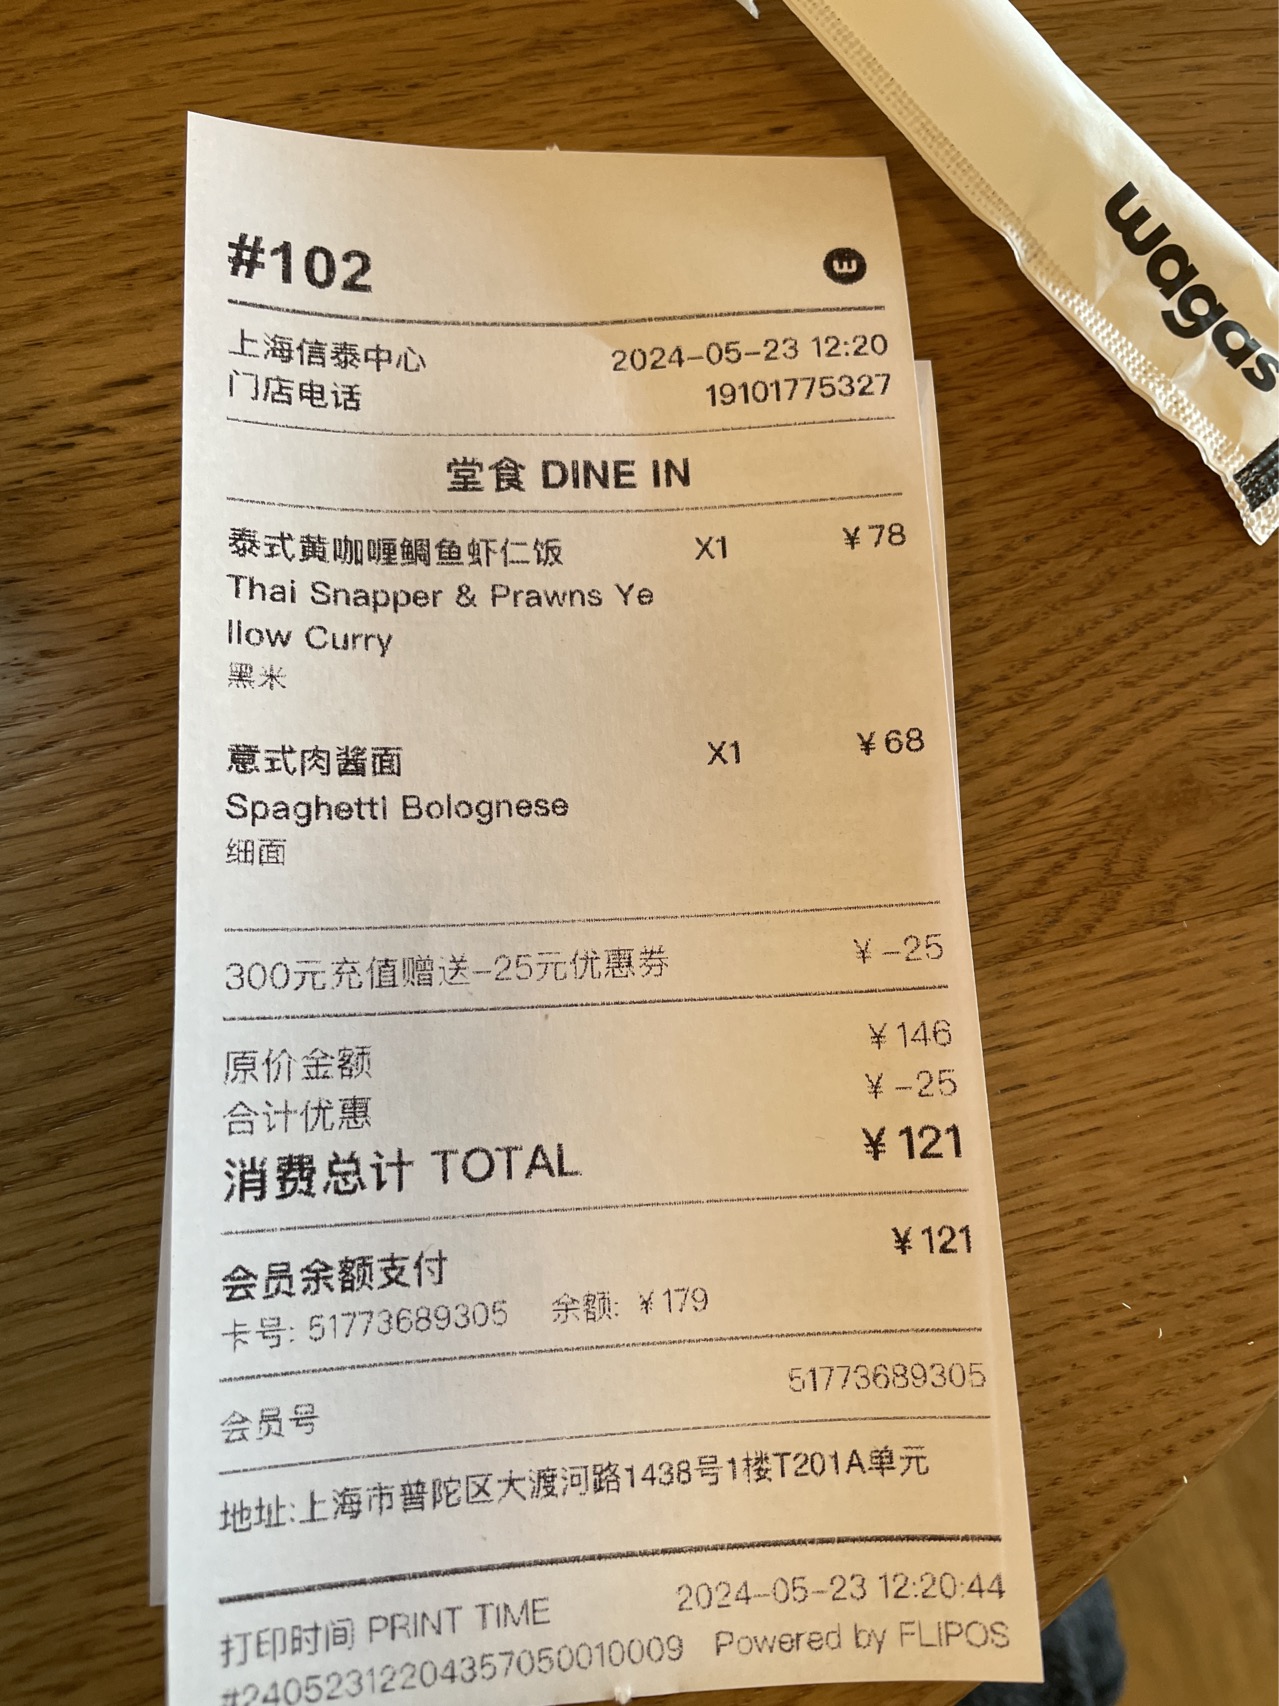 wagas
#102
上海信泰中心 2024-05-23 12:20
门店电话 19101775327
堂食 DINE IN
泰式黄咖喱鲷鱼虾仁饭 X1 ¥78
Thai Snapper & Prawns Ye
llow Curry
黑米
意式肉酱面 X1 ¥68
Spaghetti Bolognese
细面
300元充值赠送-25元优惠券 ¥-25
原价金额 ¥146
合计优惠 ¥-25
消费总计 TOTAL ¥121
会员余额支付 ¥121
卡号: 51773689305 余额: ¥179
会员号 51773689305
地址:上海市普陀区大渡河路1438号1楼T201A单元
打印时间 PRINT TIME 2024-05-23 12:20:44
#240523122043570500​10009 Powered by FLIPOS